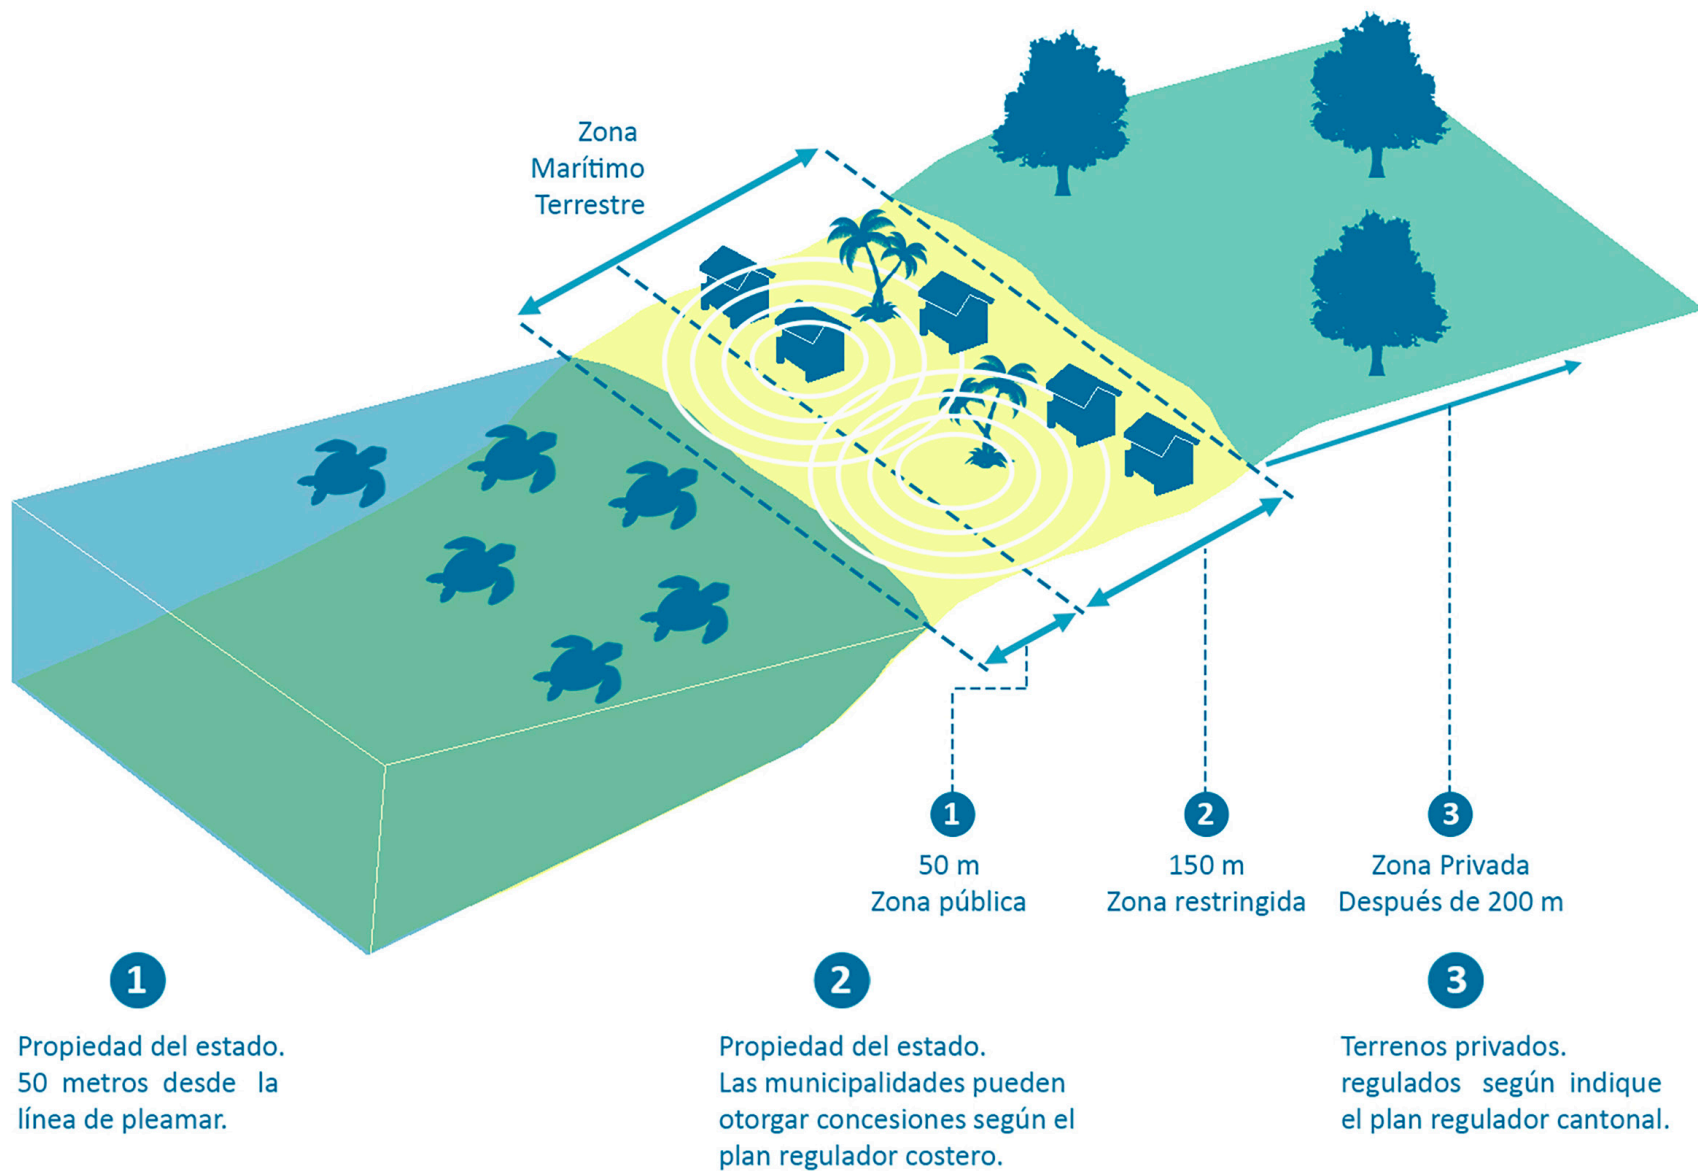 Zona
Marítimo
Terrestre
1
50 m
Zona pública
2
150 m
Zona restringida
3
Zona Privada
Después de 200 m
1
Propiedad del estado.
50 metros desde la
línea de pleamar.
2
Propiedad del estado.
Las municipalidades pueden
otorgar concesiones según el
plan regulador costero.
3
Terrenos privados.
regulados según indique
el plan regulador cantonal.